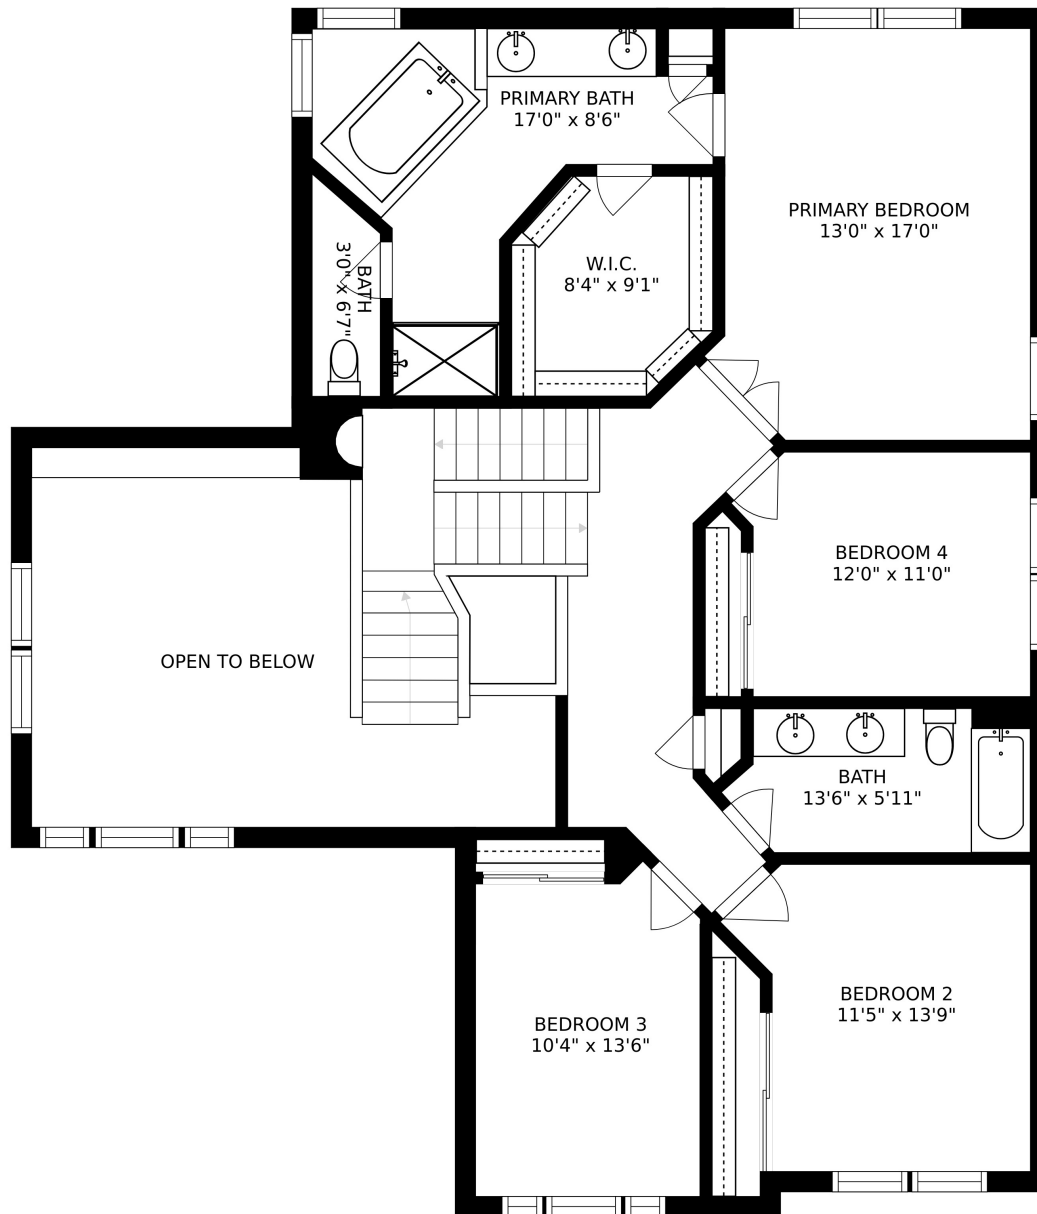 PRIMARY BATH
17'0" x 8'6"
PRIMARY BEDROOM
13'0" x 17'0"
W.I.C.
8'4" x 9'1"
BATH
3'0" x 6'7"
BEDROOM 4
12'0" x 11'0"
OPEN TO BELOW
BATH
13'6" x 5'11"
BEDROOM 2
11'5" x 13'9"
BEDROOM 3
10'4" x 13'6"